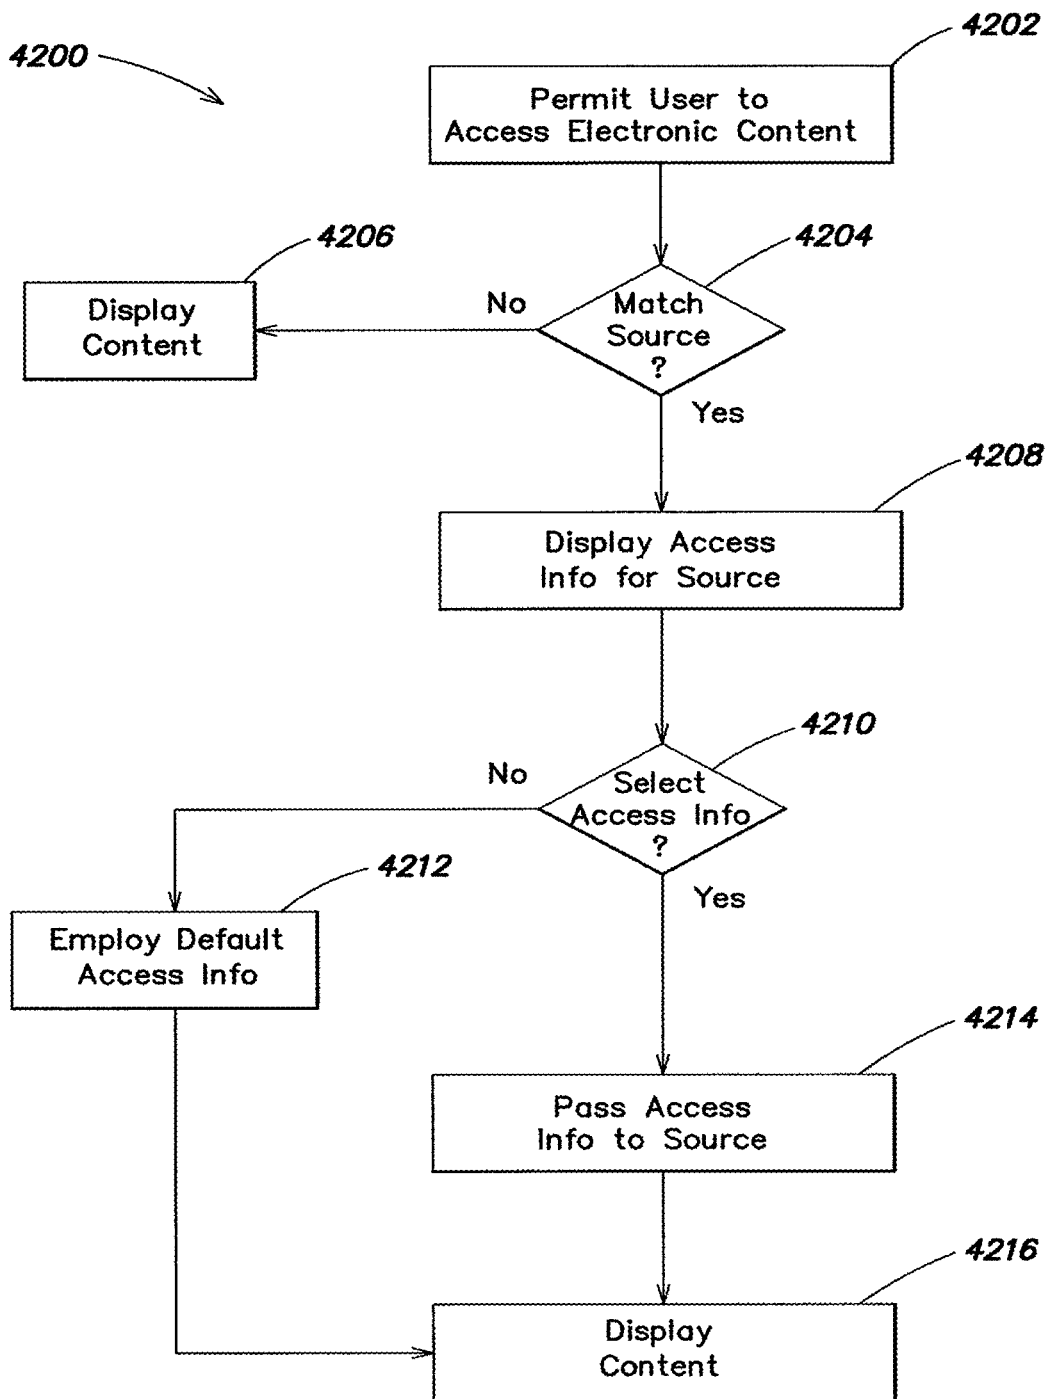 4200
4202
Permit User to
Access Electronic Content
4206
4204
Display
Content
No
Match
Source
?
Yes
4208
Display Access
Info for Source
4210
No
Select
Access Info
?
4212
Yes
Employ Default
Access Info
4214
Pass Access
Info to Source
4216
Display
Content